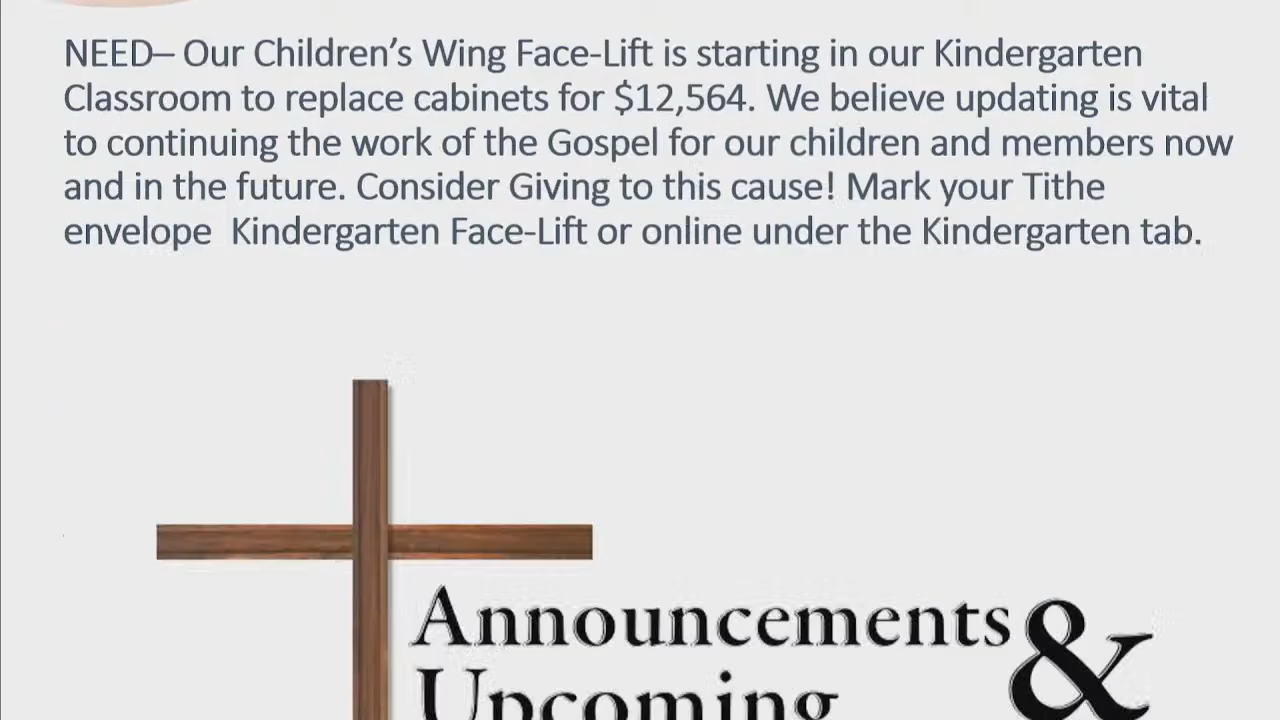 NEED– Our Children’s Wing Face-Lift is starting in our Kindergarten
Classroom to replace cabinets for $12,564. We believe updating is vital
to continuing the work of the Gospel for our children and members now
and in the future. Consider Giving to this cause! Mark your Tithe
envelope  Kindergarten Face-Lift or online under the Kindergarten tab.
Announcements &
Upcoming